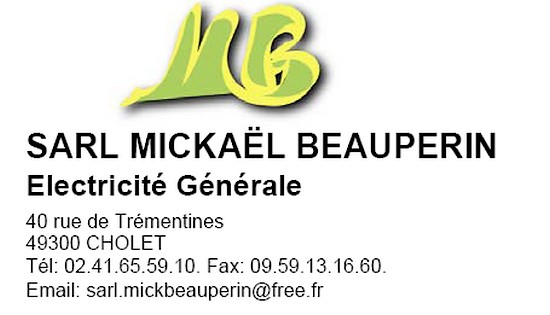 MB
SARL MICKAËL BEAUPERIN
Electricité Générale
40 rue de Trémentines
49300 CHOLET
Tél: 02.41.65.59.10. Fax: 09.59.13.16.60.
Email: sarl.mickbeauperin@free.fr